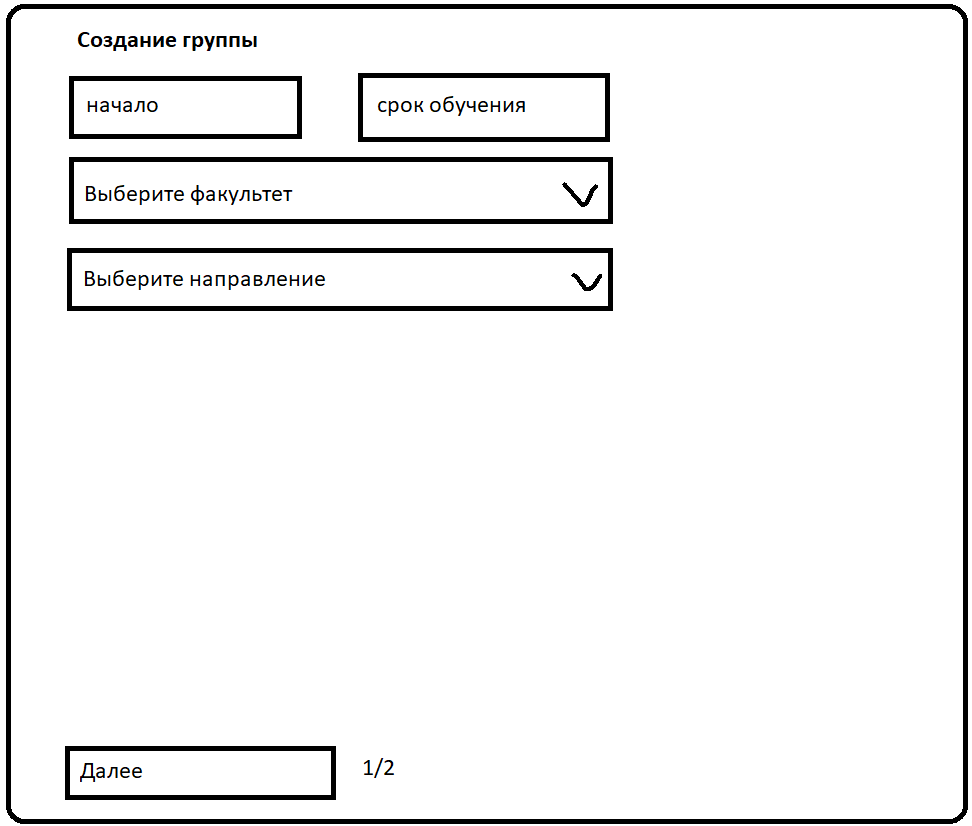 Создание группы
начало
срок обучения
Выберите факультет
Выберите направление
Далее
1/2